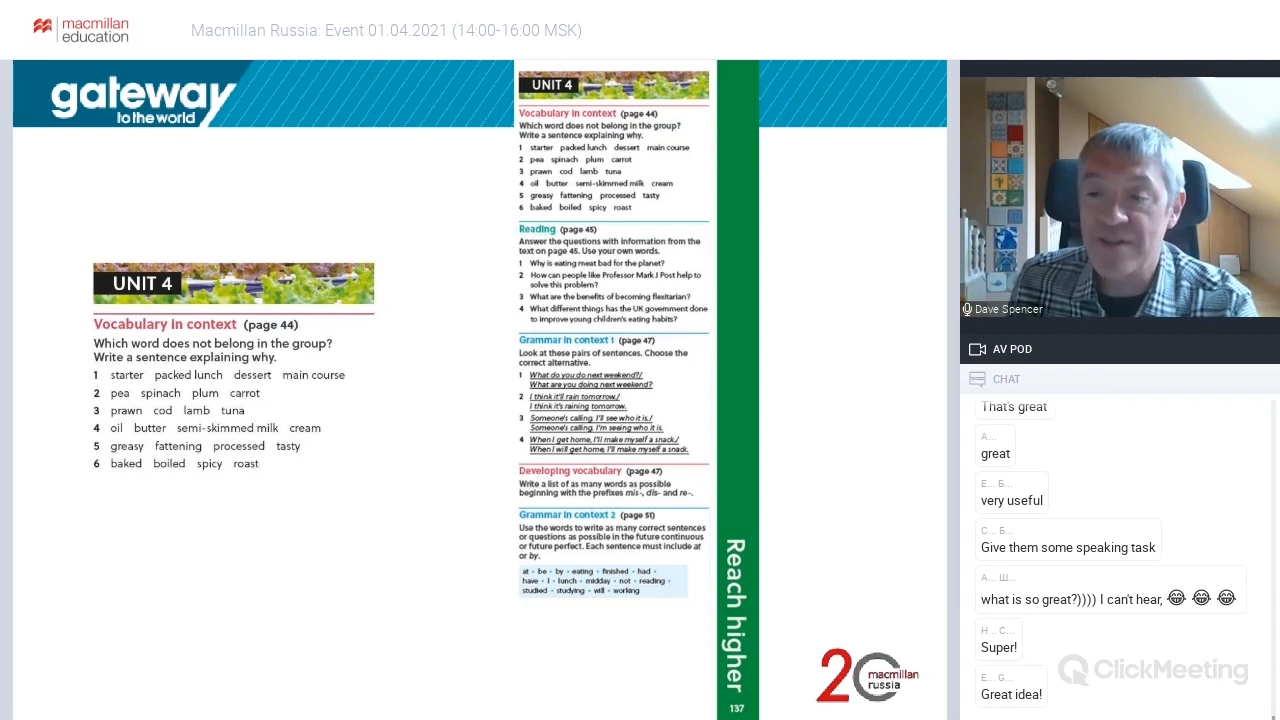 macmillan
education
Macmillan Russia: Event 01.04.2021 (14:00-16:00 MSK)
gateway
to the world
UNIT 4
Vocabulary in context (page 44)
Which word does not belong in the group?
Write a sentence explaining why.
1 starter packed lunch dessert main course
2 pea spinach plum carrot
3 prawn cod lamb tuna
4 oil butter semi-skimmed milk cream
5 greasy fattening processed tasty
6 baked boiled spicy roast
UNIT 4
Vocabulary in context (page 44)
Which word does not belong in the group?
Write a sentence explaining why.
1 starter packed lunch dessert main course
2 pea spinach plum carrot
3 prawn cod lamb tuna
4 oil butter semi-skimmed milk cream
5 greasy fattening processed tasty
6 baked boiled spicy roast
Reading (page 45)
Answer the questions with information from the
text on page 45. Use your own words.
1 Why is eating meat bad for the planet?
2 How can people like Professor Mark J Post help to
solve this problem?
3 What are the benefits of becoming flexitarian?
4 What different things has the UK government done
to improve young children's eating habits?
Grammar in context 1 (page 47)
Look at these pairs of sentences. Choose the
correct alternative.
1 What do you do next weekend?/
What are you doing next weekend?
2 I think it'll rain tomorrow./
I think it's raining tomorrow.
3 Someone's calling. I'll see who it is./
Someone's calling. I'm seeing who it is.
4 When I get home, I'll make myself a snack./
When I will get home, I'll make myself a snack.
Developing vocabulary (page 47)
Write a list of as many words as possible
beginning with the prefixes mis-, dis- and re-.
Grammar in context 2 (page 51)
Use the words to write as many correct sentences
or questions as possible in the future continuous
or future perfect. Each sentence must include at
or by.
at • be • by • eating • finished • had •
have • I • lunch • midday • not • reading •
studied • studying • will • working
Reach higher
137
20
macmillan
russia
Dave Spencer
AV POD
CHAT
That's great
A...
great
E... Б...
very useful
С... Б...
Give them some speaking task
А... Ш...
what is so great?)))) I can't hear, 😂 😂 😂
Н... С...
Super!
E... G...
Great idea!
ClickMeeting